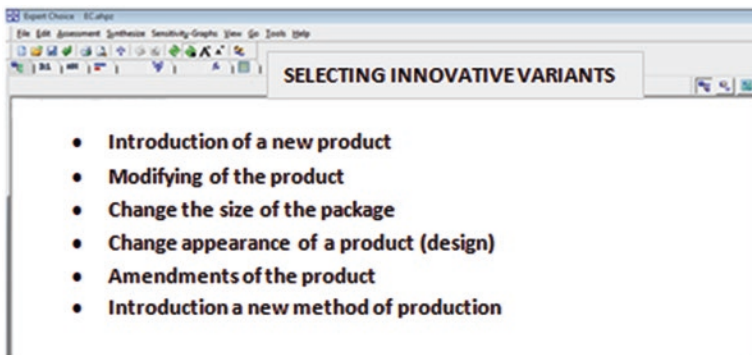 Expert Choice EC.ahpz
File Edit Assessment Synthesize Sensitivity-Graphs View Go Tools Help
SELECTING INNOVATIVE VARIANTS
• Introduction of a new product
• Modifying of the product
• Change the size of the package
• Change appearance of a product (design)
• Amendments of the product
• Introduction a new method of production